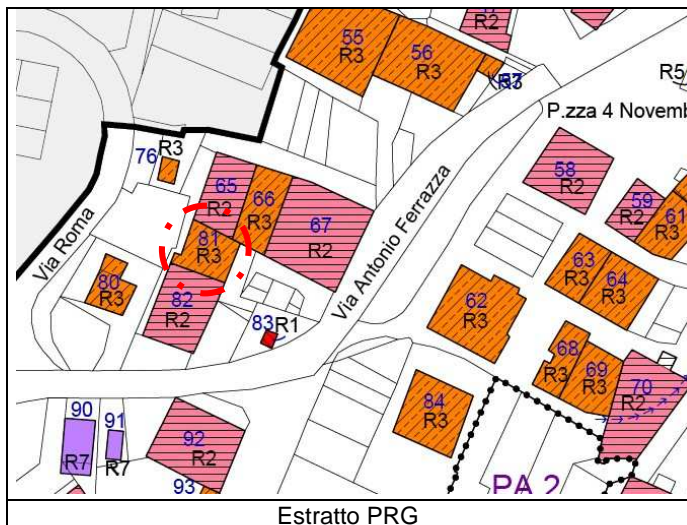 55
R3
56
R3
R2
57
R3
R5
P.zza 4 Novemb
58
R2
59
R2
61
R3
76
R3
65
R2
66
R3
67
R2
Via Roma
81
R3
80
R3
82
R2
83
R1
Via Antonio Ferrazza
62
R3
63
R3
64
R3
68
R3
69
R3
70
R2
84
R3
90
R7
91
R7
92
R2
93
PA 2
Estratto PRG